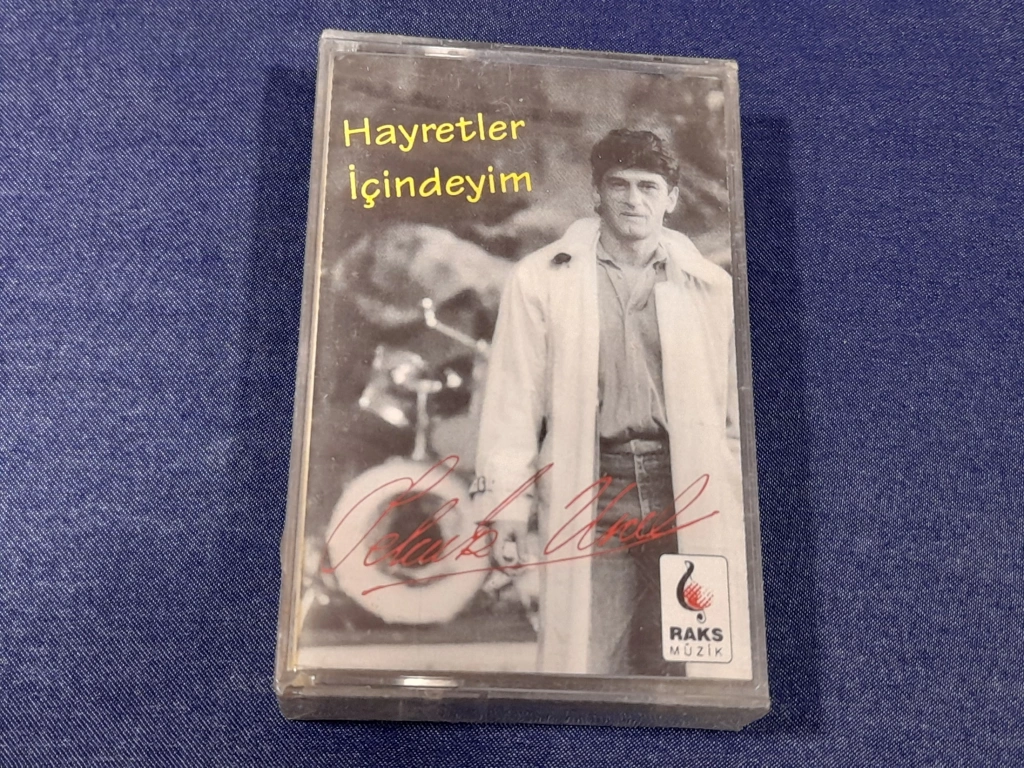 Hayretler
İçindeyim
RAKS
MÜZİK